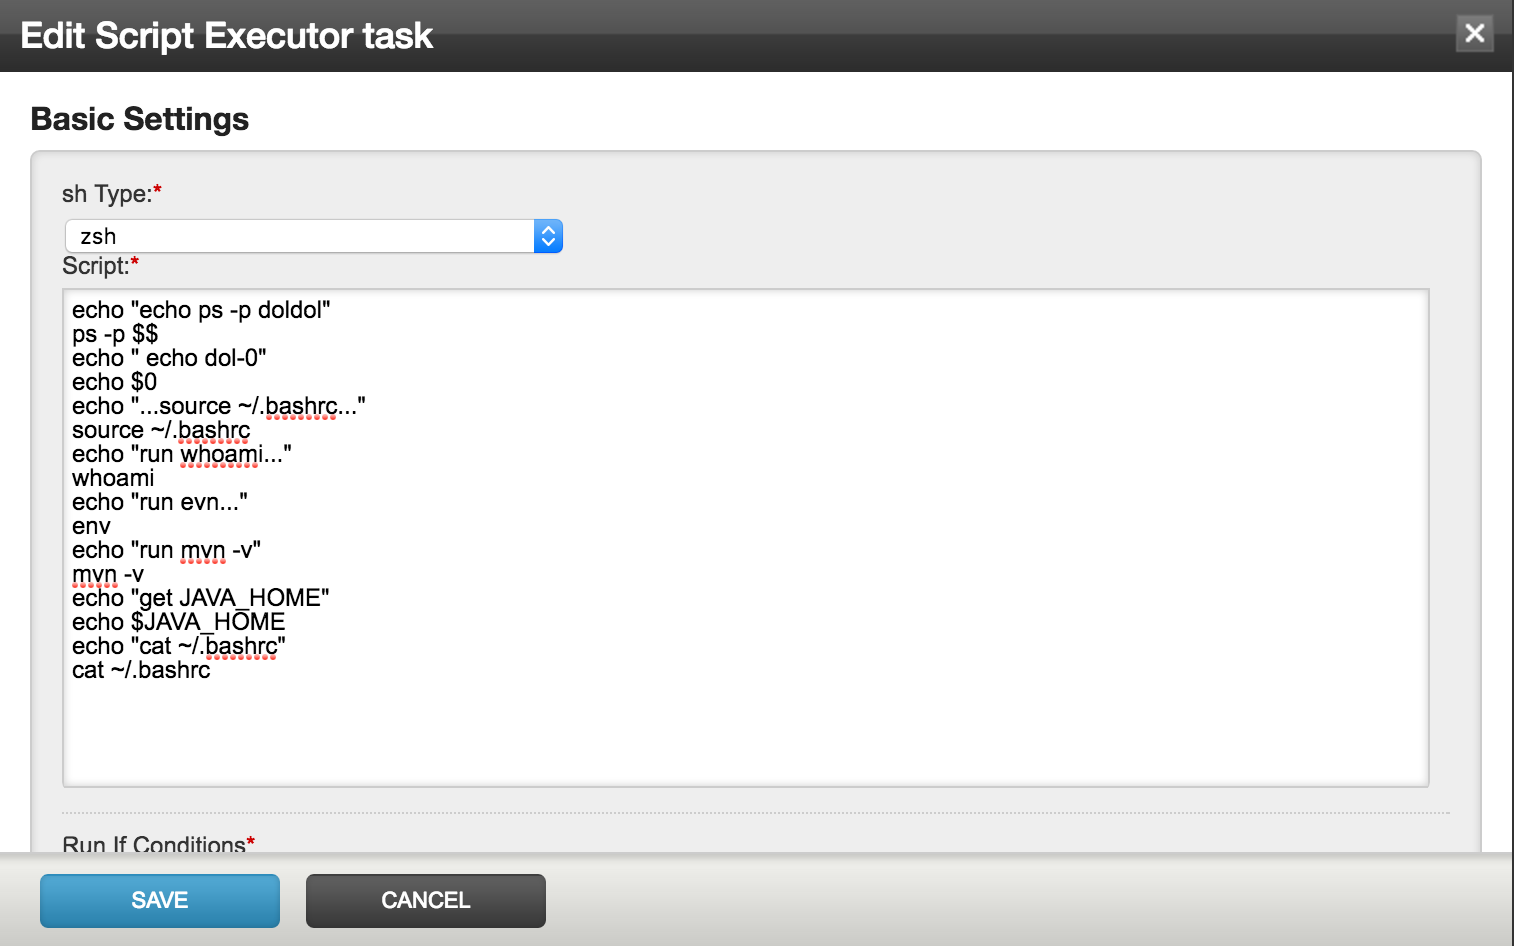 Edit Script Executor task
Basic Settings
sh Type:*
zsh
Script:*
echo "echo ps -p doldol"
ps -p $$
echo " echo dol-0"
echo $0
echo "...source ~/.bashrc..."
source ~/.bashrc
echo "run whoami..."
whoami
echo "run evn..."
env
echo "run mvn -v"
mvn -v
echo "get JAVA_HOME"
echo $JAVA_HOME
echo "cat ~/.bashrc"
cat ~/.bashrc
Run If Conditions*
SAVE
CANCEL